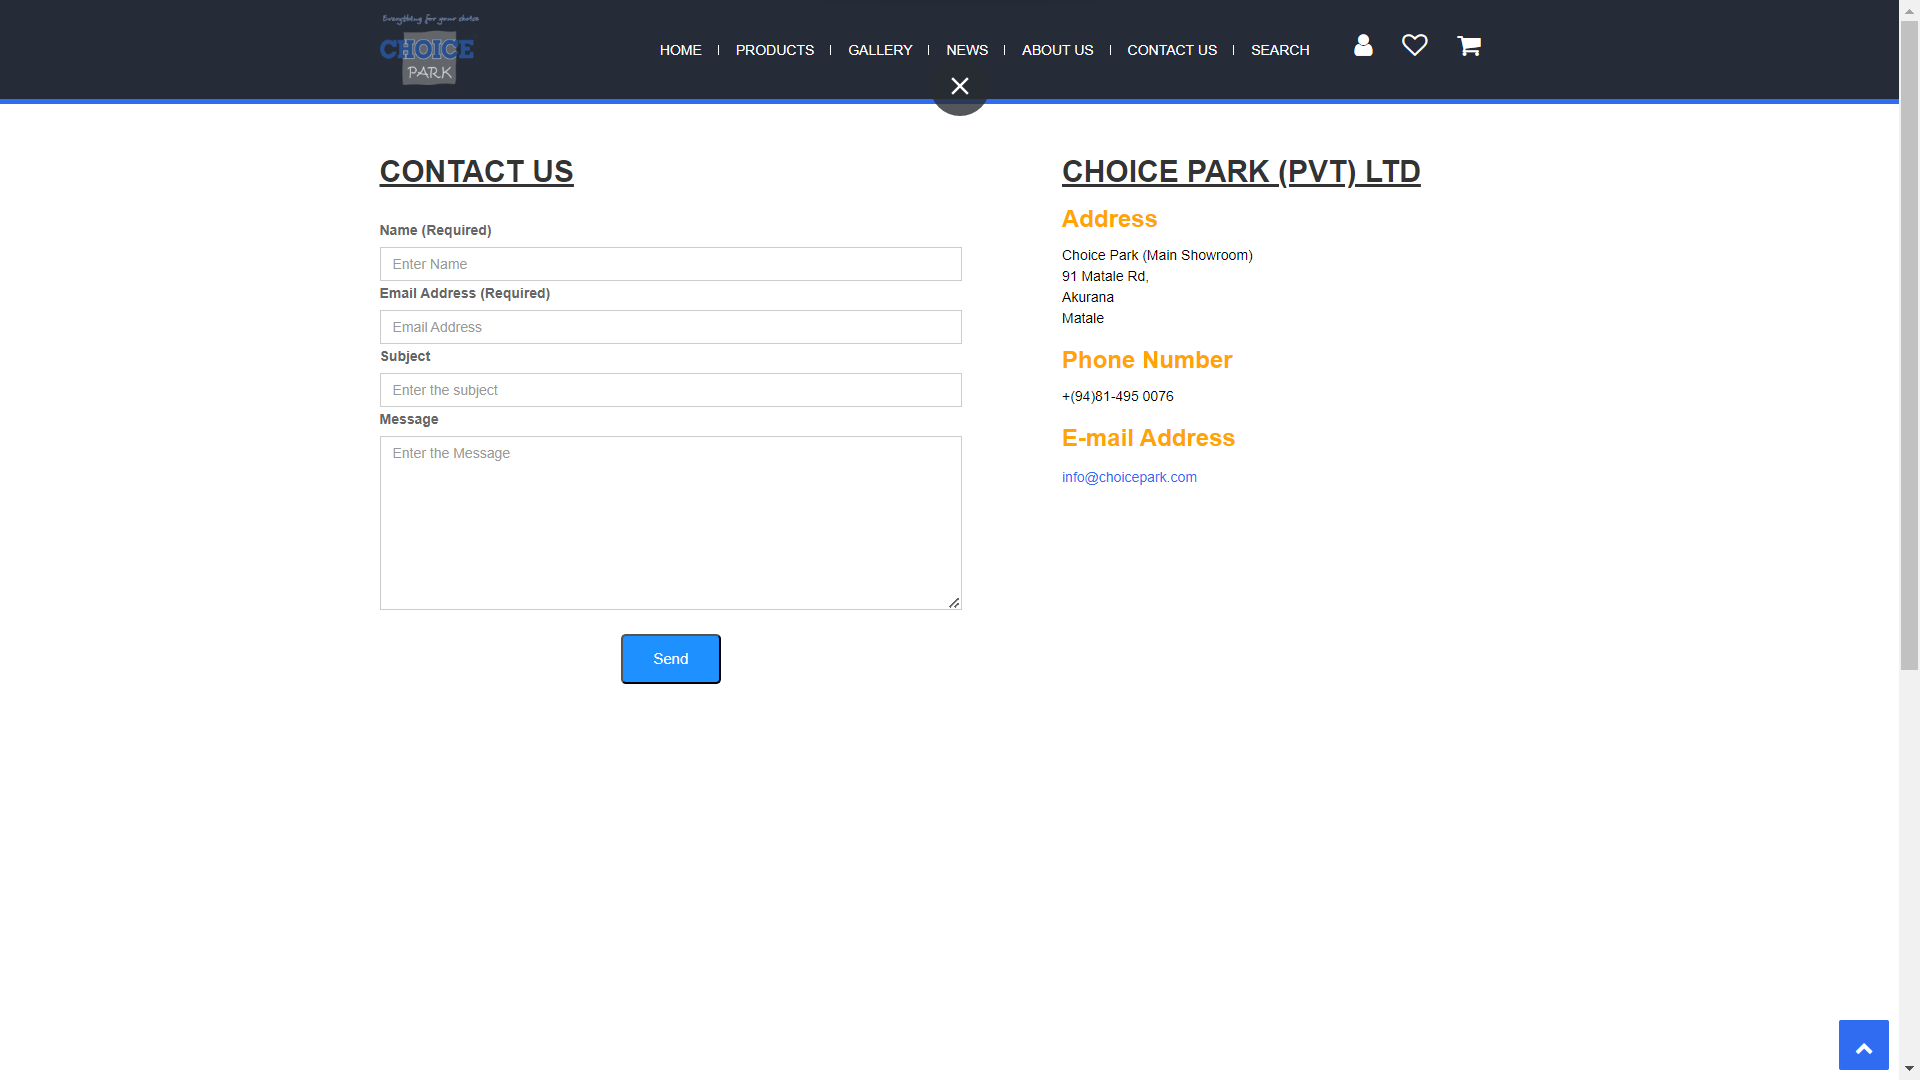 Everything for your choice
CHOICE
PARK
HOME
PRODUCTS
GALLERY
NEWS
ABOUT US
CONTACT US
SEARCH
CONTACT US
Name (Required)
Enter Name
Email Address (Required)
Email Address
Subject
Enter the subject
Message
Enter the Message
Send
CHOICE PARK (PVT) LTD
Address
Choice Park (Main Showroom)
91 Matale Rd,
Akurana
Matale
Phone Number
+(94)81-495 0076
E-mail Address
info@choicepark.com